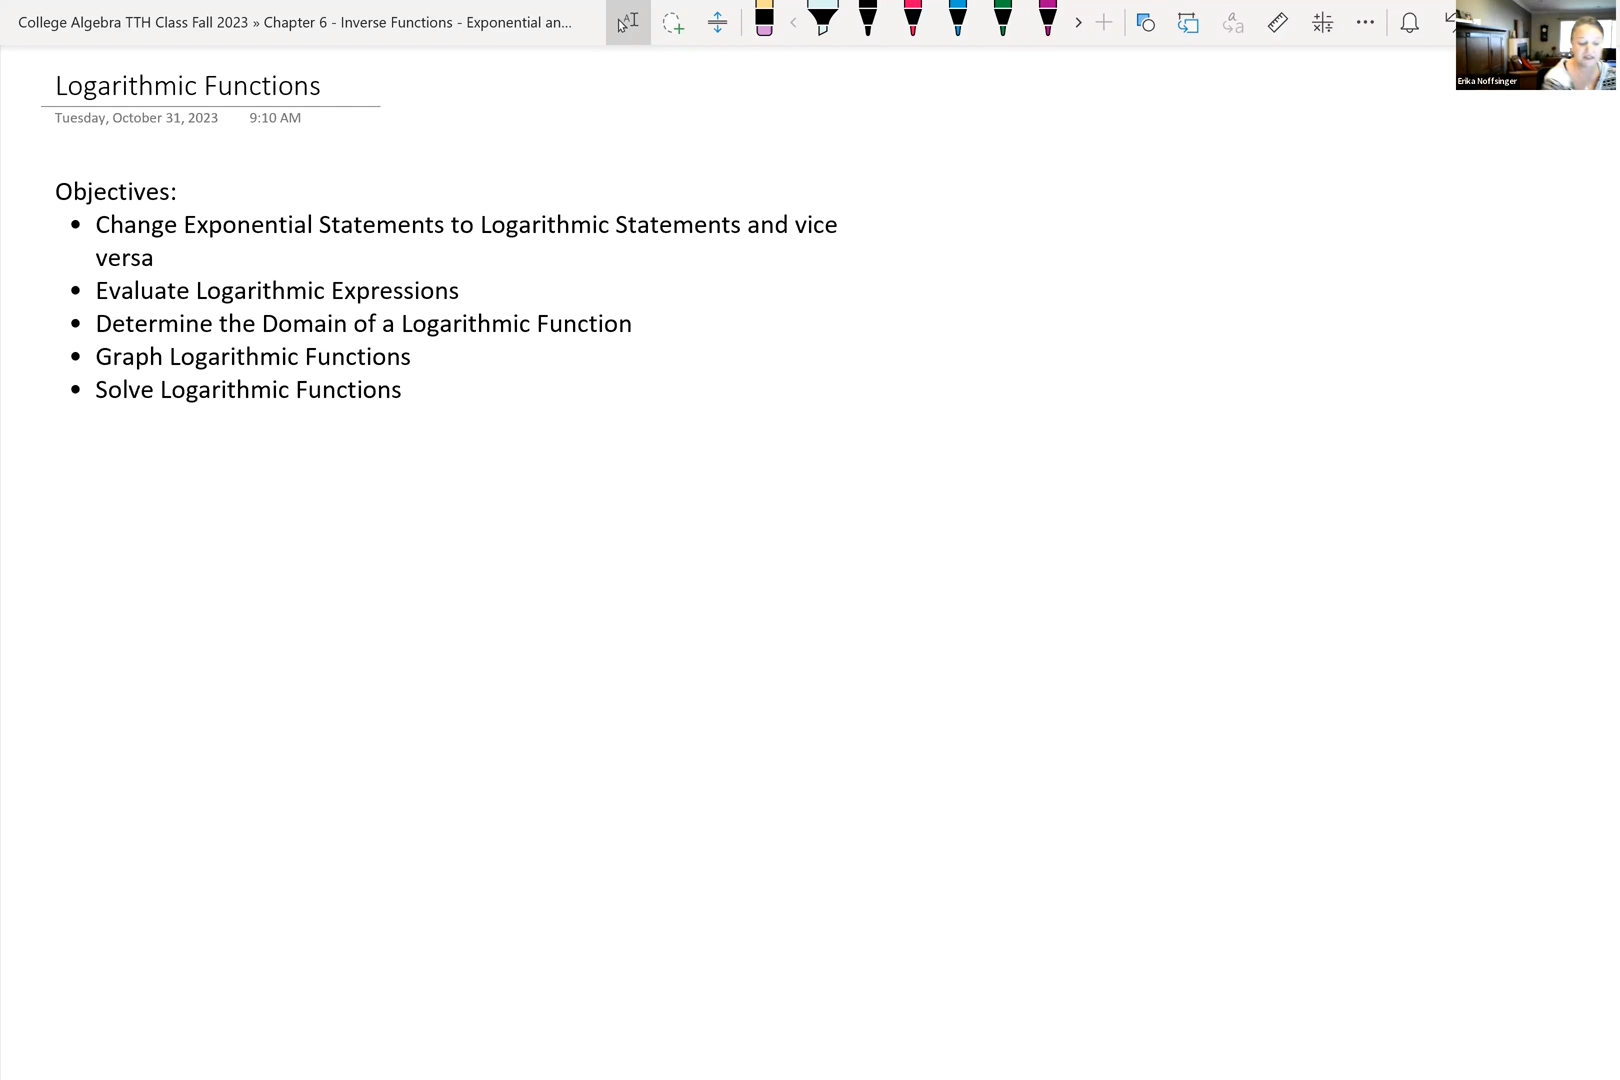 College Algebra TTH Class Fall 2023 » Chapter 6 - Inverse Functions - Exponential an...
Erika Noffsinger
Logarithmic Functions
Tuesday, October 31, 2023 9:10 AM
Objectives:
• Change Exponential Statements to Logarithmic Statements and vice
versa
• Evaluate Logarithmic Expressions
• Determine the Domain of a Logarithmic Function
• Graph Logarithmic Functions
• Solve Logarithmic Functions